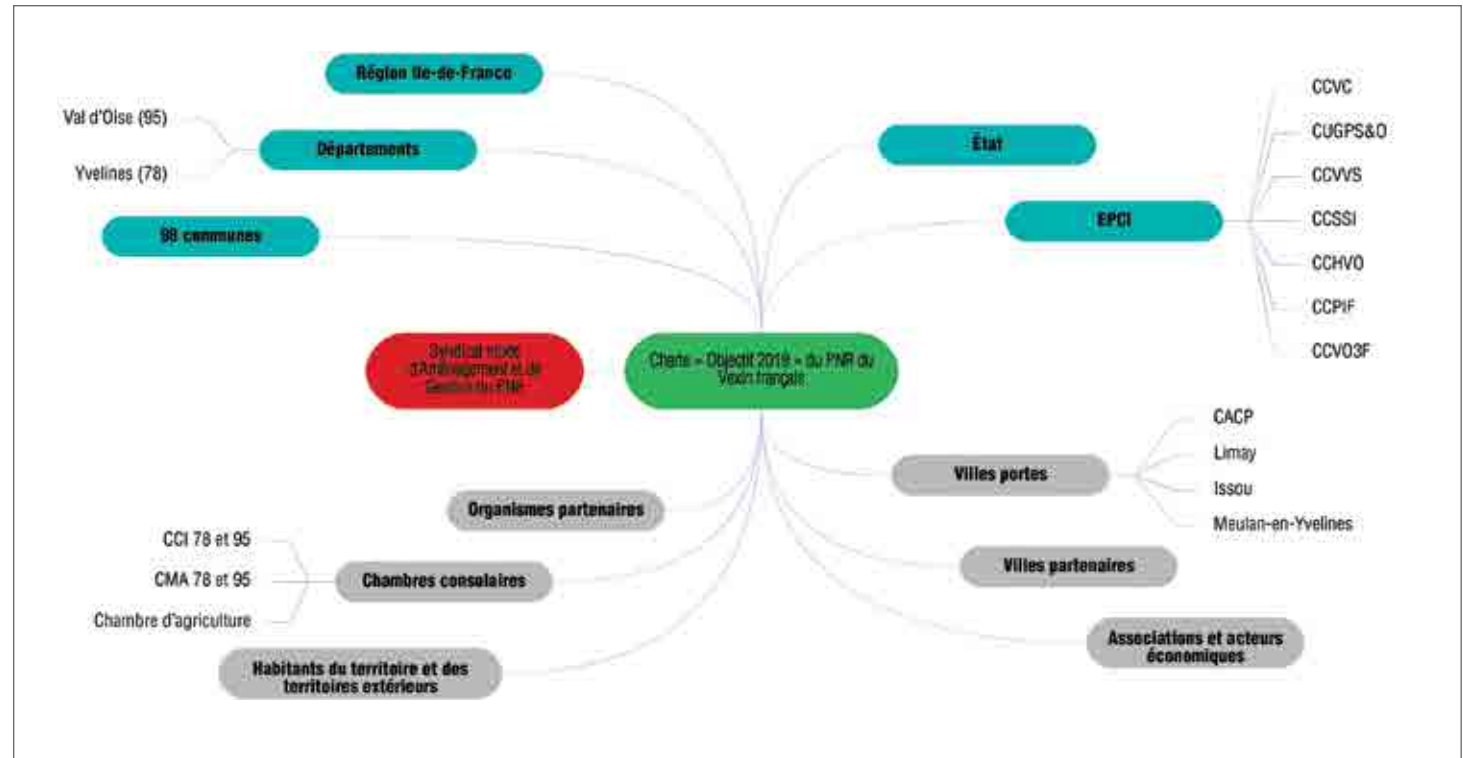 Région Ile-de-France
Val d'Oise (95)
Départements
Yvelines (78)
98 communes
État
EPCI
CCVC
CUGPS&O
CCVVS
CCSSI
CCHVO
CCPIF
CCVO3F
Syndicat mixte
d'Aménagement et de
Gestion du PNR
Charte « Objectif 2019 » du PNR du
Vexin français
Organismes partenaires
CCI 78 et 95
CMA 78 et 95
Chambre d'agriculture
Chambres consulaires
Habitants du territoire et des
territoires extérieurs
Villes portes
CACP
Limay
Issou
Meulan-en-Yvelines
Villes partenaires
Associations et acteurs
économiques